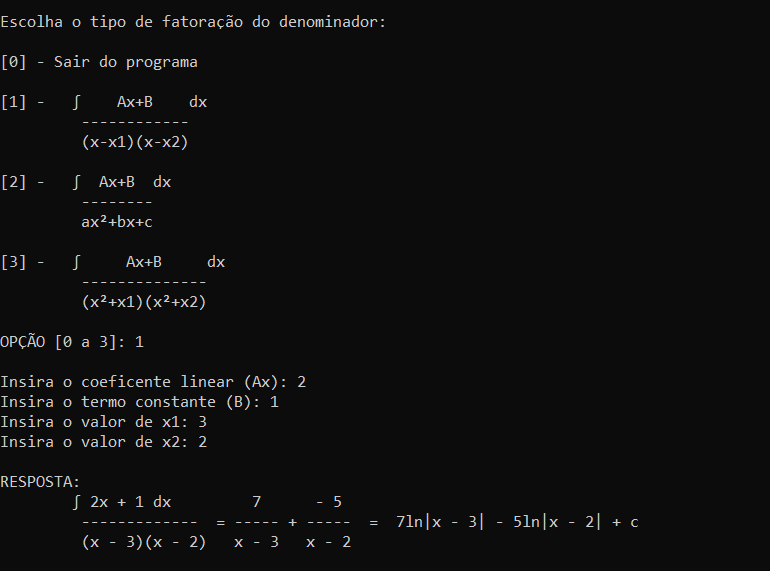 Escolha o tipo de fatoração do denominador:
[0] - Sair do programa
[1] -   ∫    Ax+B    dx
         ------------
         (x-x1)(x-x2)
[2] -   ∫  Ax+B  dx
         --------
         ax²+bx+c
[3] -   ∫     Ax+B     dx
         --------------
         (x²+x1)(x²+x2)
OPÇÃO [0 a 3]: 1
Insira o coeficente linear (Ax): 2
Insira o termo constante (B): 1
Insira o valor de x1: 3
Insira o valor de x2: 2
RESPOSTA:
        ∫ 2x + 1 dx         7      - 5
         -------------  = ----- + -----  =  7ln|x - 3| - 5ln|x - 2| + c
         (x - 3)(x - 2)   x - 3   x - 2